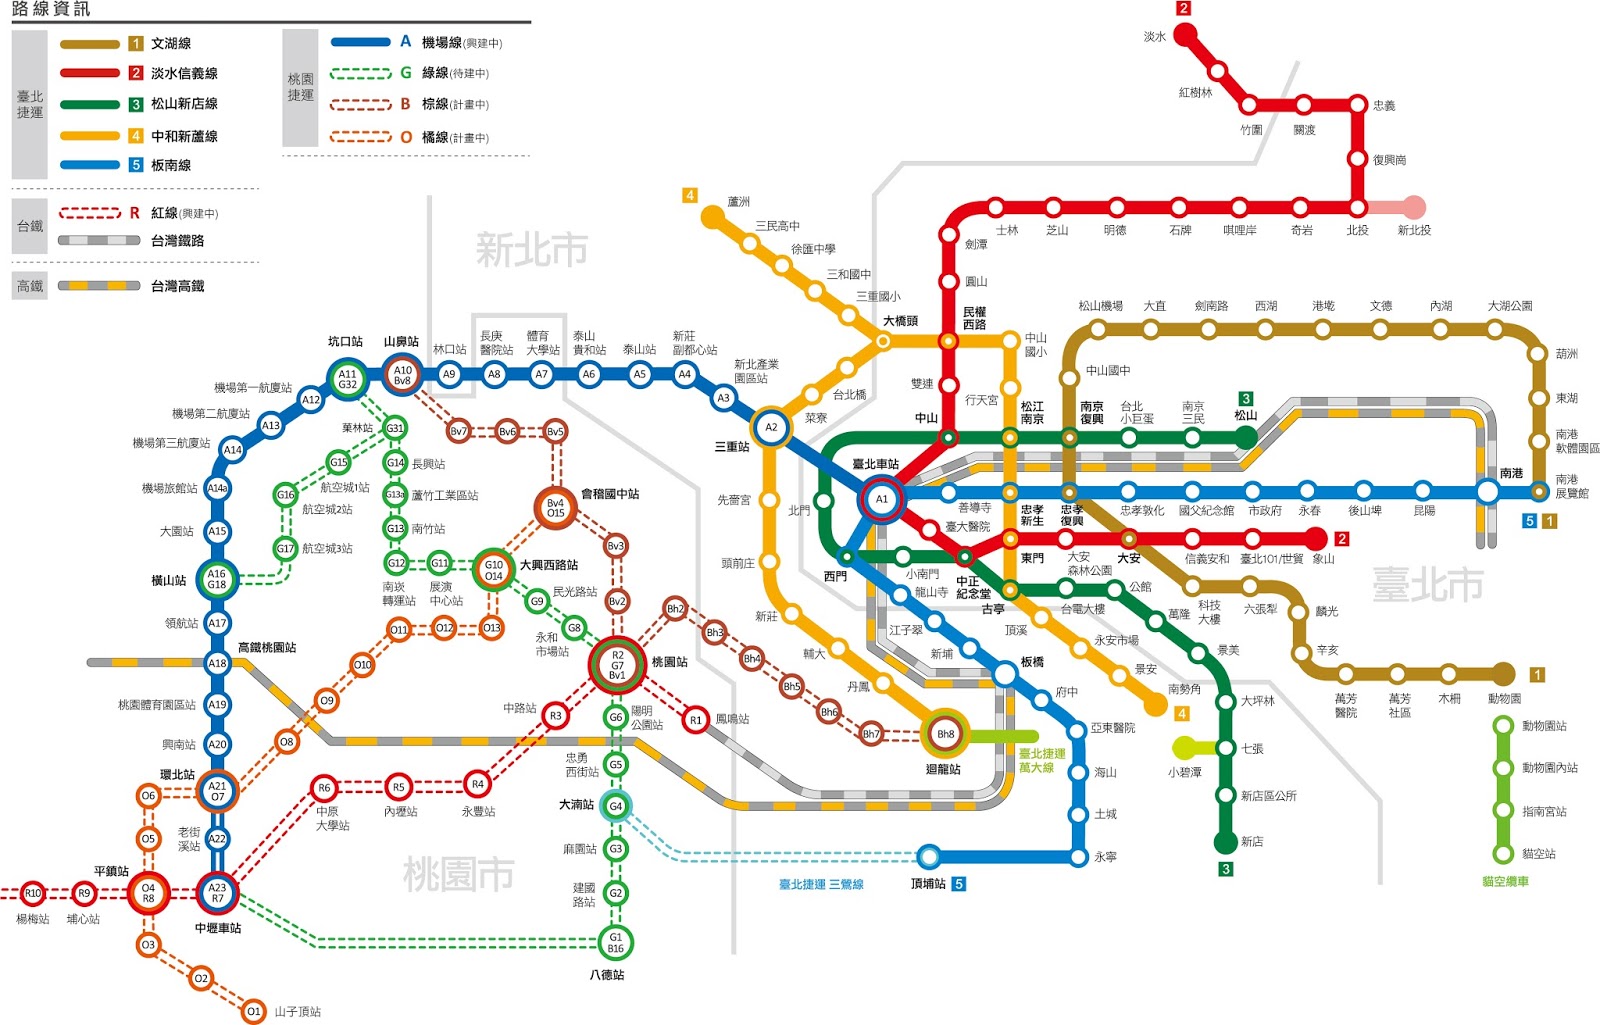 路線資訊
臺北
捷運
1 文湖線
2 淡水信義線
3 松山新店線
4 中和新蘆線
5 板南線
桃園
捷運
A 機場線(興建中)
G 綠線(待建中)
B 棕線(計畫中)
O 橘線(計畫中)
台鐵
R 紅線(興建中)
台灣鐵路
高鐵
台灣高鐵
新北市
桃園市
臺北市
2
淡水
紅樹林
竹圍
關渡
忠義
復興崗
北投
新北投
奇岩
唭哩岸
石牌
明德
芝山
士林
劍潭
圓山
民權
西路
雙連
中山
4
蘆洲
三民高中
徐匯中學
三和國中
三重國小
大橋頭
台北橋
菜寮
三重站
A2
先嗇宮
頭前庄
新莊
輔大
丹鳳
Bh8
迴龍站
臺北捷運
萬大線
中山
國小
行天宮
松江
南京
忠孝
新生
東門
古亭
頂溪
永安市場
景安
南勢角
4
松山機場
大直
劍南路
西湖
港墘
文德
內湖
大湖公園
葫洲
東湖
南港
軟體園區
南港
展覽館
5 1
中山國中
南京
復興
忠孝
復興
大安
科技
大樓
六張犁
麟光
辛亥
萬芳
醫院
萬芳
社區
木柵
動物園
1
3
松山
南京
三民
台北
小巨蛋
北門
西門
小南門
中正
紀念堂
台電大樓
公館
萬隆
景美
大坪林
七張
小碧潭
新店區公所
新店
3
臺北車站
A1
善導寺
忠孝敦化
國父紀念館
市政府
永春
後山埤
昆陽
南港
臺大醫院
大安
森林公園
信義安和
臺北101/世貿
象山
2
龍山寺
江子翠
新埔
板橋
府中
亞東醫院
海山
土城
永寧
頂埔站 5
臺北捷運 三鶯線
動物園站
動物園內站
指南宮站
貓空站
貓空纜車
新北產業
園區站
A3
新莊
副都心站
A4
泰山站
A5
泰山
貴和站
A6
體育
大學站
A7
長庚
醫院站
A8
林口站
A9
山鼻站
A10
Bv8
坑口站
A11
G32
機場第一航廈站
A12
機場第二航廈站
A13
機場第三航廈站
A14
機場旅館站
A14a
大園站
A15
橫山站
A16
G18
領航站
A17
高鐵桃園站
A18
桃園體育園區站
A19
興南站
A20
環北站
A21
O7
老街
溪站
A22
中壢車站
A23
R7
菓林站
G31
G15
航空城1站
G16
航空城2站
G17
航空城3站
G14
長興站
G13a
蘆竹工業區站
G13
南竹站
G12
南崁
轉運站
G11
展演
中心站
G10
O14
大興西路站
G9
民光路站
G8
永和
市場站
R2
G7
Bv1
桃園站
G6
陽明
公園站
G5
忠勇
西街站
G4
大湳站
G3
麻園站
G2
建國
路站
G1
B16
八德站
Bv7
Bv6
Bv5
Bv4
O15
會稽國中站
Bv3
Bv2
Bh2
Bh3
Bh4
Bh5
Bh6
Bh7
R1
鳳鳴站
R3
中路站
R4
永豐站
R5
內壢站
R6
中原
大學站
O13
O12
O11
O10
O9
O8
O6
O5
平鎮站
O4
R8
R9
埔心站
R10
楊梅站
O3
O2
O1
山子頂站